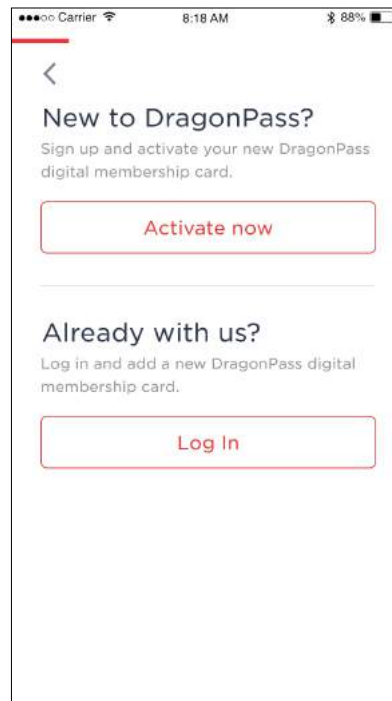 Carrier 8:18 AM 88%
New to DragonPass?
Sign up and activate your new DragonPass
digital membership card.
Activate now
Already with us?
Log in and add a new DragonPass digital
membership card.
Log In